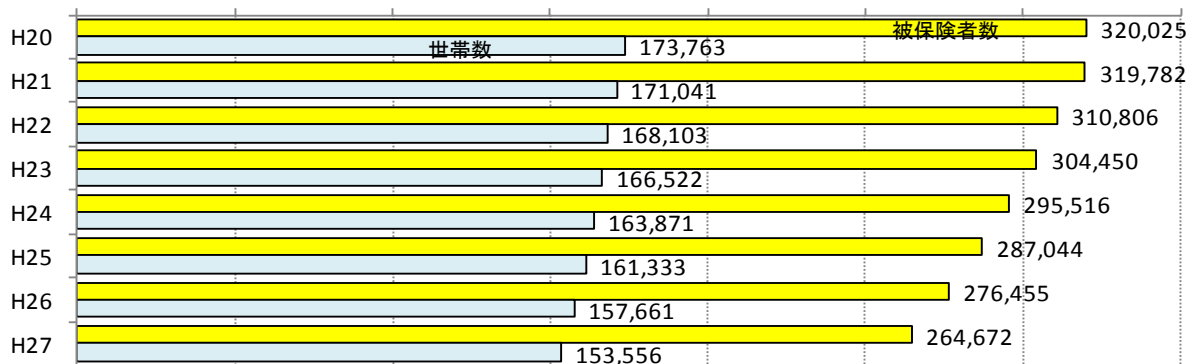 H20 被保険者数 320,025
世帯数 173,763
H21 319,782
171,041
H22 310,806
168,103
H23 304,450
166,522
H24 295,516
163,871
H25 287,044
161,333
H26 276,455
157,661
H27 264,672
153,556